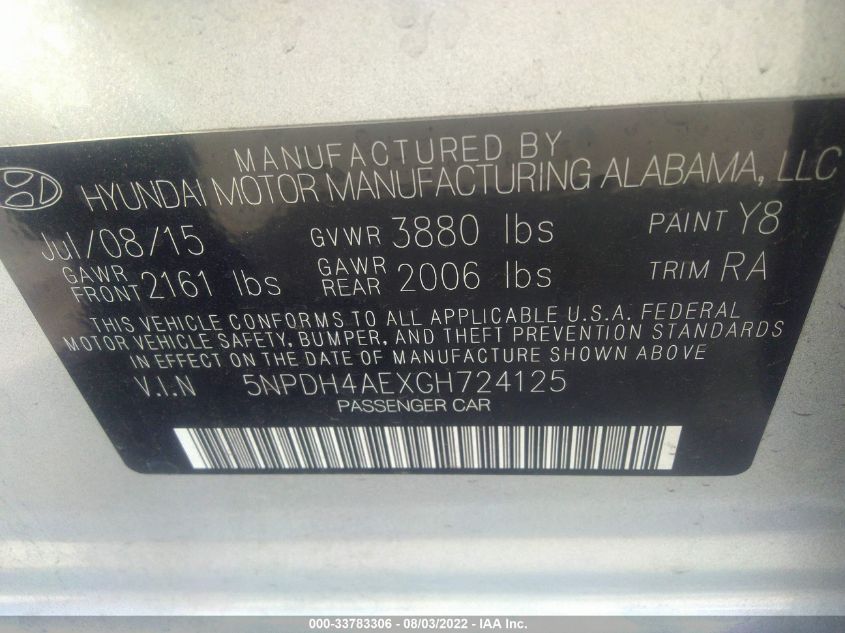 MANUFACTURED BY
HYUNDAI MOTOR MANUFACTURING ALABAMA, LLC
Jul/08/15 GVWR 3880 lbs PAINT Y8
GAWR FRONT 2161 lbs GAWR REAR 2006 lbs TRIM RA
THIS VEHICLE CONFORMS TO ALL APPLICABLE U.S.A. FEDERAL
MOTOR VEHICLE SAFETY, BUMPER, AND THEFT PREVENTION STANDARDS
IN EFFECT ON THE DATE OF MANUFACTURE SHOWN ABOVE
V.I.N 5NPDH4AEXGH724125
PASSENGER CAR
000-33783306 - 08/03/2022 - IAA Inc.